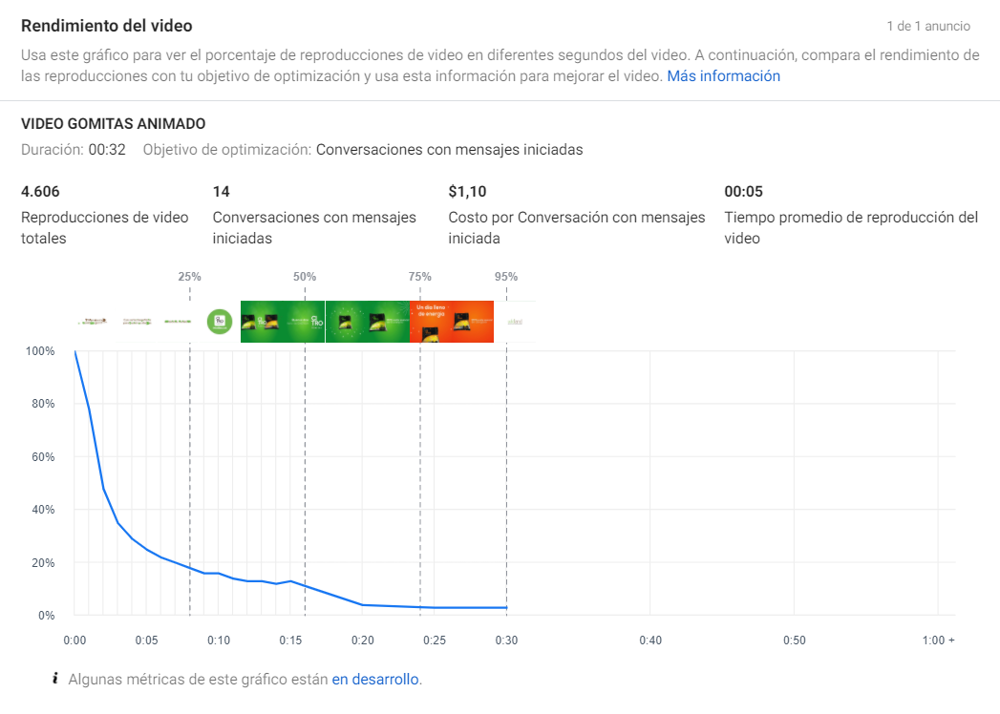 Rendimiento del video
1 de 1 anuncio
Usa este gráfico para ver el porcentaje de reproducciones de video en diferentes segundos del video. A continuación, compara el rendimiento de
las reproducciones con tu objetivo de optimización y usa esta información para mejorar el video. Más información
VIDEO GOMITAS ANIMADO
Duración: 00:32 Objetivo de optimización: Conversaciones con mensajes iniciadas
4.606
Reproducciones de video
totales
14
Conversaciones con mensajes
iniciadas
$1,10
Costo por Conversación con mensajes
iniciada
00:05
Tiempo promedio de reproducción del
video
25% 50% 75% 95%
Un día lleno
de energía
100%
80%
60%
40%
20%
0%
0:00 0:05 0:10 0:15 0:20 0:25 0:30 0:40 0:50 1:00 +
i Algunas métricas de este gráfico están en desarrollo.